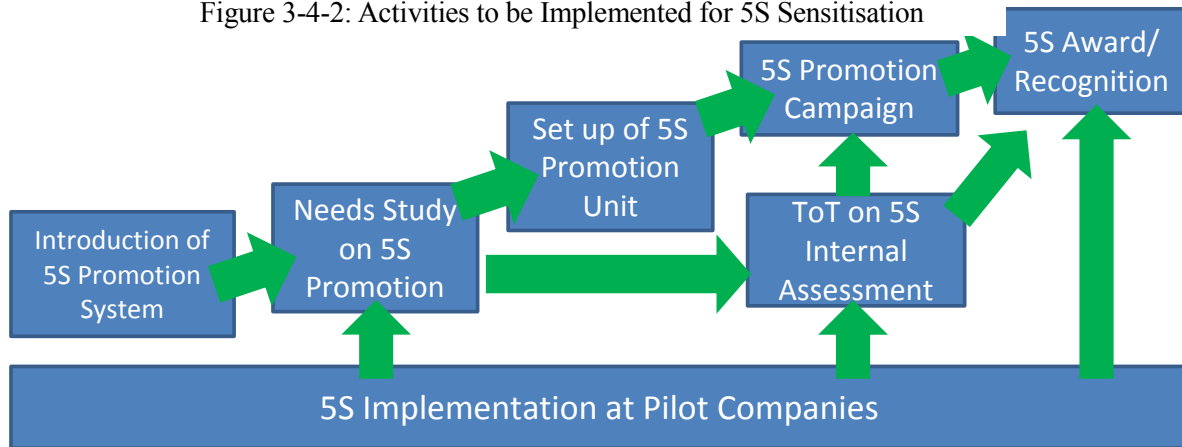 Figure 3-4-2: Activities to be Implemented for 5S Sensitisation
5S Award/
Recognition
5S Promotion
Campaign
Set up of 5S
Promotion
Unit
Needs Study
on 5S
Promotion
Introduction of
5S Promotion
System
ToT on 5S
Internal
Assessment
5S Implementation at Pilot Companies